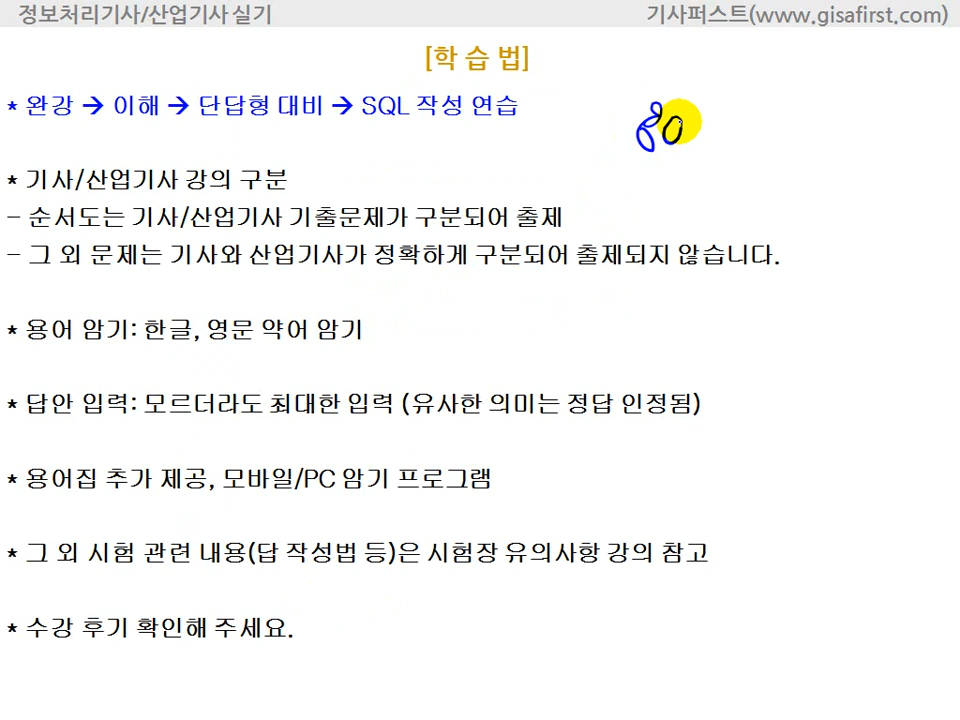 정보처리기사/산업기사 실기
기사퍼스트(www.gisafirst.com)
[학 습 법]
* 완강 → 이해 → 단답형 대비 → SQL 작성 연습
80
* 기사/산업기사 강의 구분
- 순서도는 기사/산업기사 기출문제가 구분되어 출제
- 그 외 문제는 기사와 산업기사가 정확하게 구분되어 출제되지 않습니다.
* 용어 암기: 한글, 영문 약어 암기
* 답안 입력: 모르더라도 최대한 입력 (유사한 의미는 정답 인정됨)
* 용어집 추가 제공, 모바일/PC 암기 프로그램
* 그 외 시험 관련 내용(답 작성법 등)은 시험장 유의사항 강의 참고
* 수강 후기 확인해 주세요.